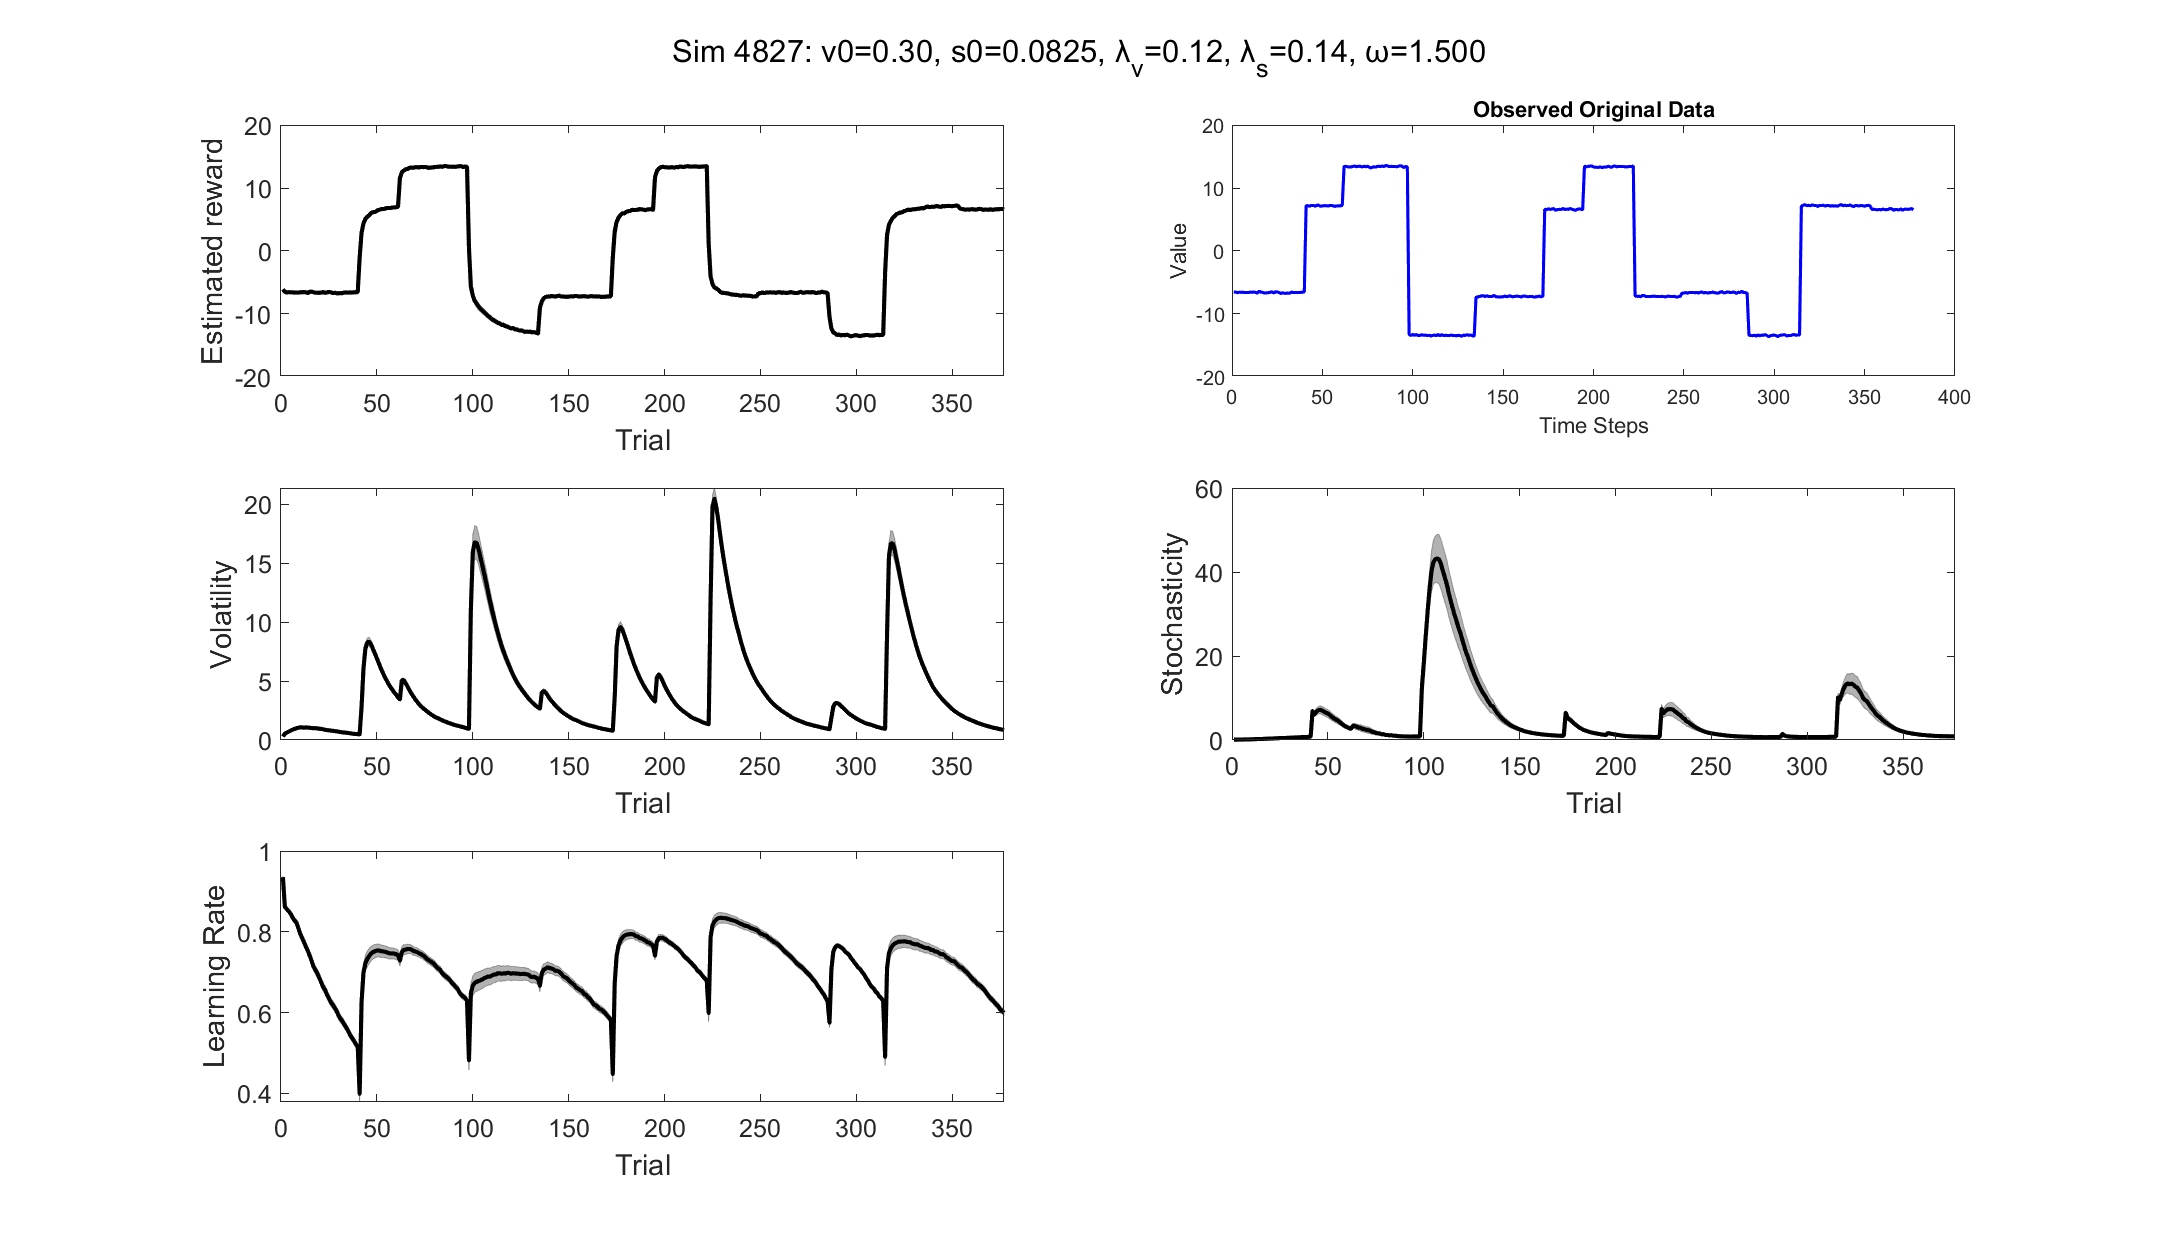 Sim 4827: v0=0.30, s0=0.0825, λ_v=0.12, λ_s=0.14, ω=1.500
Estimated reward
20
10
0
-10
-20
0 50 100 150 200 250 300 350
Trial
Observed Original Data
Value
20
10
0
-10
-20
0 50 100 150 200 250 300 350 400
Time Steps
Volatility
20
15
10
5
0
0 50 100 150 200 250 300 350
Trial
Stochasticity
60
40
20
0
0 50 100 150 200 250 300 350
Trial
Learning Rate
1
0.8
0.6
0.4
0 50 100 150 200 250 300 350
Trial